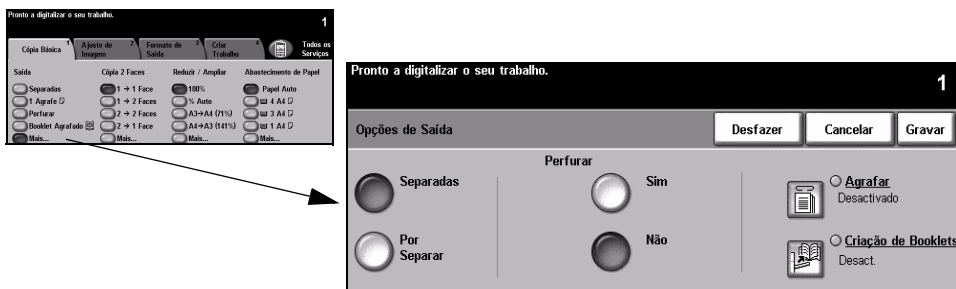 Pronto a digitalizar o seu trabalho.
1
Cópia Básica 1
Ajuste de Imagem 2
Formato de Saída 3
Criar Trabalho 4
Todos os Serviços
Saída
Cópia 2 Faces
Reduzir / Ampliar
Abastecimento de Papel
Separadas
1 → 1 Face
100%
Papel Auto
1 Agrafe
1 → 2 Faces
% Auto
4 A4
Perfurar
2 → 2 Faces
A3→A4 (71%)
3 A4
Booklet Agrafado
2 → 1 Face
A4→A3 (141%)
1 A4
Mais...
Mais...
Mais...
Mais...
Pronto a digitalizar o seu trabalho.
1
Opções de Saída
Desfazer
Cancelar
Gravar
Perfurar
Separadas
Sim
Agrafar
Desactivado
Por
Separar
Não
Criação de Booklets
Desact.